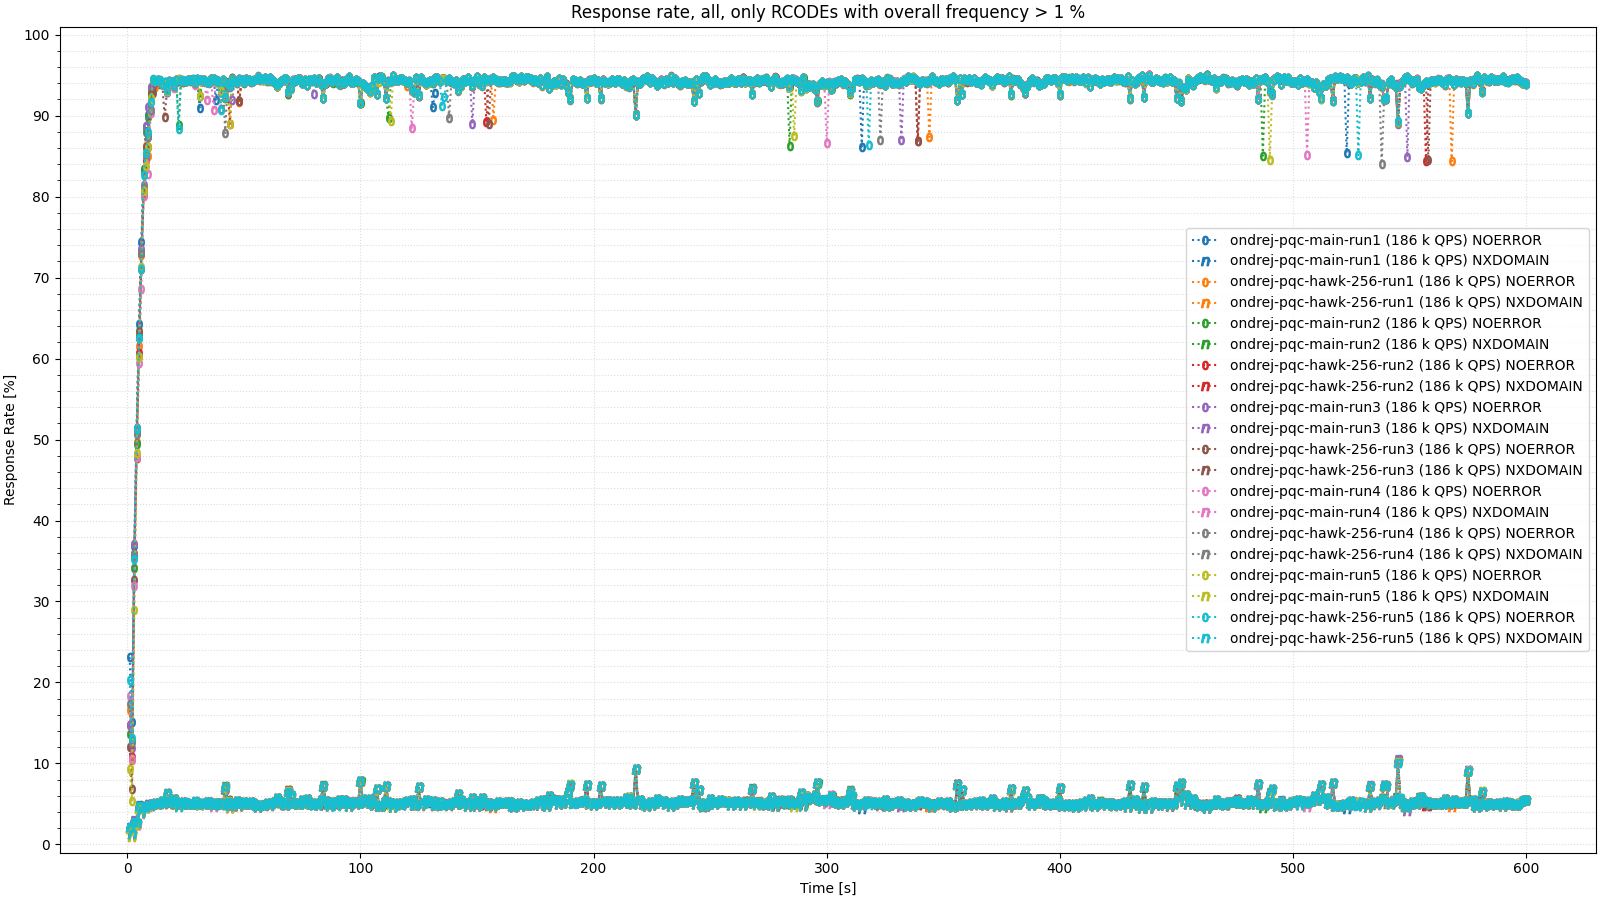 Response rate, all, only RCODEs with overall frequency > 1 %
Response Rate [%]
100
90
80
70
60
50
40
30
20
10
0
ondrej-pqc-main-run1 (186 k QPS) NOERROR
ondrej-pqc-main-run1 (186 k QPS) NXDOMAIN
ondrej-pqc-hawk-256-run1 (186 k QPS) NOERROR
ondrej-pqc-hawk-256-run1 (186 k QPS) NXDOMAIN
ondrej-pqc-main-run2 (186 k QPS) NOERROR
ondrej-pqc-main-run2 (186 k QPS) NXDOMAIN
ondrej-pqc-hawk-256-run2 (186 k QPS) NOERROR
ondrej-pqc-hawk-256-run2 (186 k QPS) NXDOMAIN
ondrej-pqc-main-run3 (186 k QPS) NOERROR
ondrej-pqc-main-run3 (186 k QPS) NXDOMAIN
ondrej-pqc-hawk-256-run3 (186 k QPS) NOERROR
ondrej-pqc-hawk-256-run3 (186 k QPS) NXDOMAIN
ondrej-pqc-main-run4 (186 k QPS) NOERROR
ondrej-pqc-main-run4 (186 k QPS) NXDOMAIN
ondrej-pqc-hawk-256-run4 (186 k QPS) NOERROR
ondrej-pqc-hawk-256-run4 (186 k QPS) NXDOMAIN
ondrej-pqc-main-run5 (186 k QPS) NOERROR
ondrej-pqc-main-run5 (186 k QPS) NXDOMAIN
ondrej-pqc-hawk-256-run5 (186 k QPS) NOERROR
ondrej-pqc-hawk-256-run5 (186 k QPS) NXDOMAIN
0 100 200 300 400 500 600
Time [s]